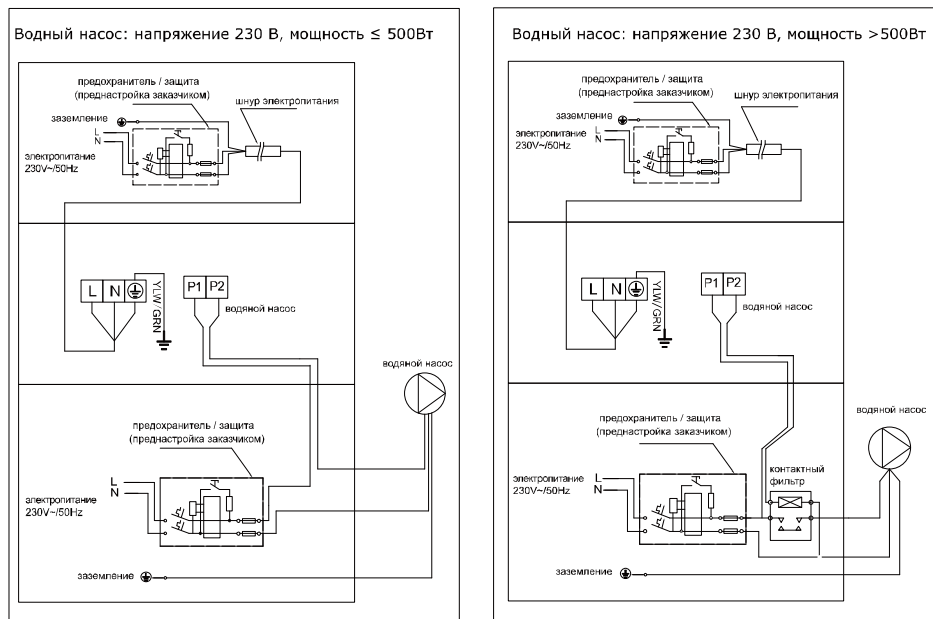 Водный насос: напряжение 230 В, мощность ≤ 500Вт
предохранитель / защита
(преднастройка заказчиком)
шнур электропитания
заземление
L
N
электропитание
230V~/50Hz
L N
YLW/GRN
P1 P2
водяной насос
водяной насос
предохранитель / защита
(преднастройка заказчиком)
L
N
электропитание
230V~/50Hz
заземление
Водный насос: напряжение 230 В, мощность >500Вт
предохранитель / защита
(преднастройка заказчиком)
шнур электропитания
заземление
L
N
электропитание
230V~/50Hz
L N
YLW/GRN
P1 P2
водяной насос
водяной насос
предохранитель / защита
(преднастройка заказчиком)
контактный
фильтр
L
N
электропитание
230V~/50Hz
заземление